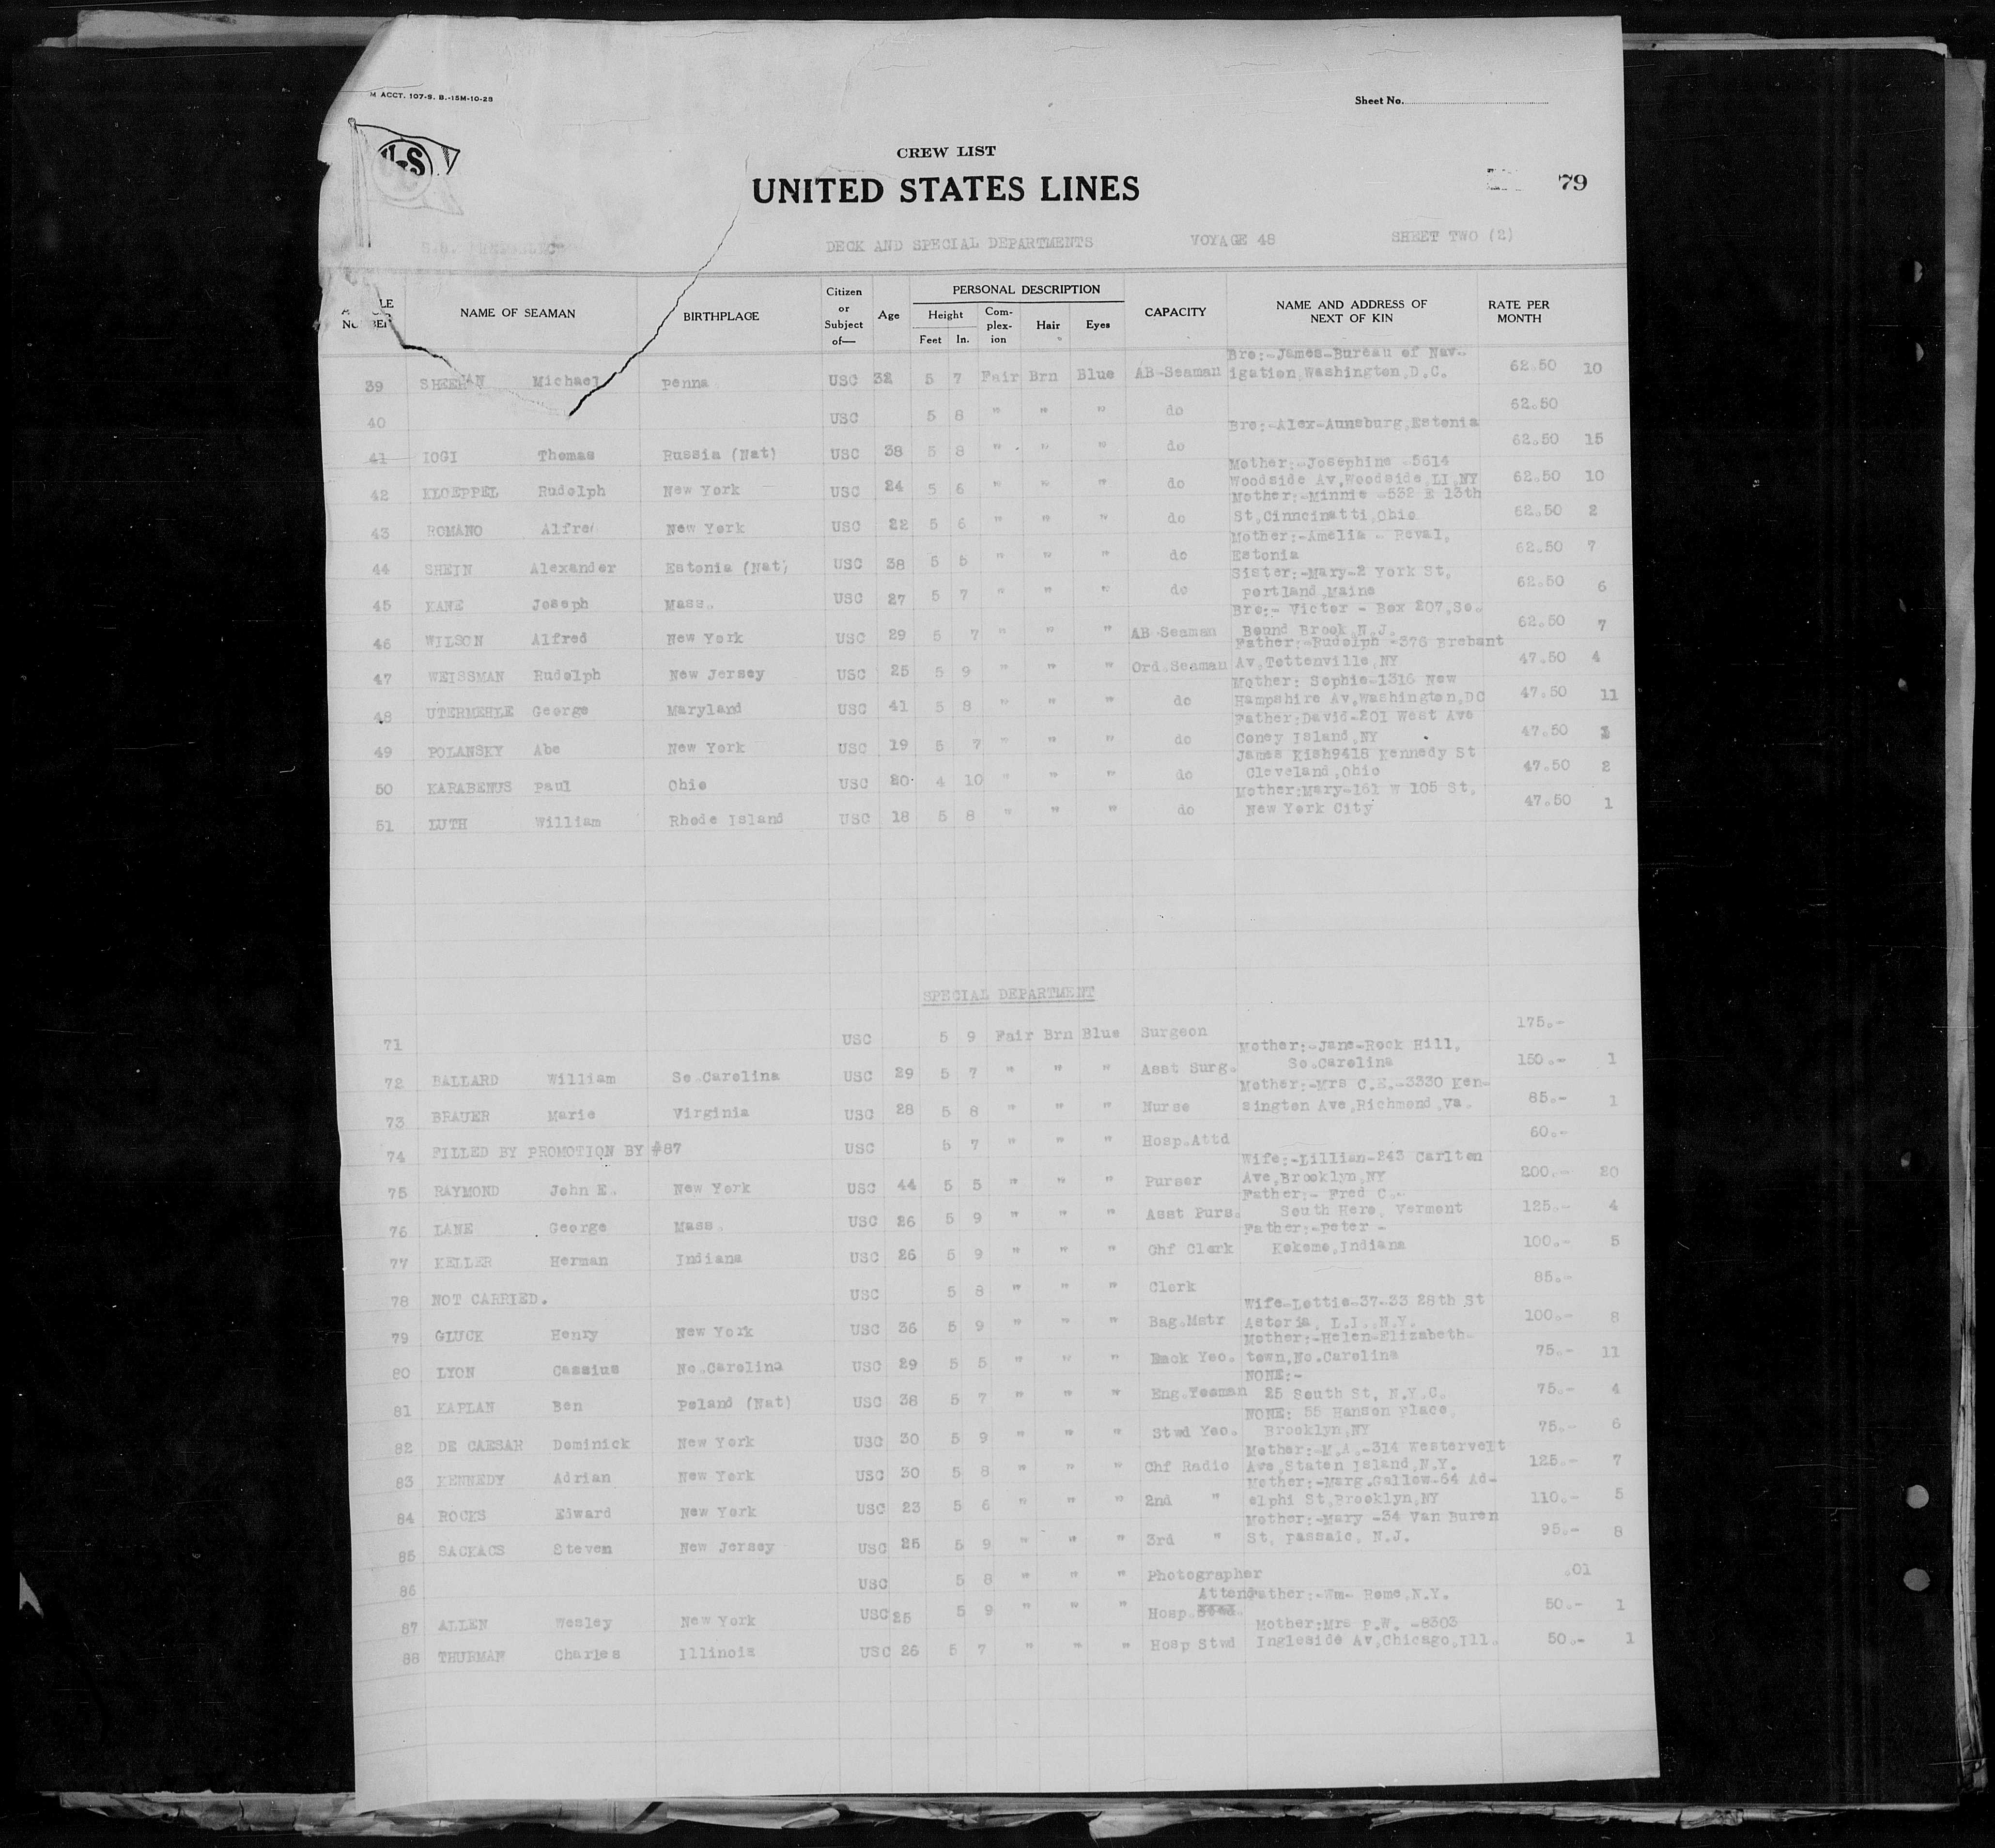 M ACCT. 107-S. B.-15M-10-28
Sheet No.
CREW LIST
UNITED STATES LINES
79
DECK AND SPECIAL DEPARTMENTS VOYAGE 48 SHEET TWO (2)
NAME OF SEAMAN BIRTHPLACE Citizen or Subject of— Age PERSONAL DESCRIPTION Height Feet In. Complexion Hair Eyes CAPACITY NAME AND ADDRESS OF NEXT OF KIN RATE PER MONTH
Bro:-James-Bureau of Nav-
39 SHEEHAN Michael penna USC 32 5 7 Fair Brn Blue AB-Seaman igation,Washington,D.C. 62.50 10
40 USC 5 8 " " " do 62.50
Bro:-Alex-Aunsburg,Estonia
41 IOGI Thomas Russia (Nat) USC 38 5 8 " " " do 62.50 15
Mother:-Josephine -5614
42 KLOEPPEL Rudolph New York USC 24 5 6 " " " do Woodside Av,Woodside,LI,NY 62.50 10
Mother:-Minnie -532 E 13th
43 ROMANO Alfred New York USC 22 5 6 " " " do St,Cinncinatti,Ohio 62.50 2
Mother:-Amelia - Reval,
44 SHEIN Alexander Estonia (Nat) USC 38 5 5 " " " do Estonia 62.50 7
Sister:-Mary-2 York St,
45 KANE Joseph Mass. USC 27 5 7 " " " do portland,Maine 62.50 6
Bro:- Victor - Box 207,So.
46 WILSON Alfred New York USC 29 5 7 " " " AB-Seaman Bound Brook,N.J. 62.50 7
Father:-Rudolph -376 Brebant
47 WEISSMAN Rudolph New Jersey USC 25 5 9 " " " Ord.Seaman Av,Tottenville,NY 47.50 4
Mother: Sophie-1316 New
48 UTERMEHLE George Maryland USC 41 5 8 " " " do Hampshire Av,Washington,DC 47.50 11
Father:David-201 West Ave
49 POLANSKY Abe New York USC 19 5 7 " " " do Coney Island,NY 47.50
James Kish9418 Kennedy St
50 KARABENUS paul Ohio USC 20 4 10 " " " do Cleveland,Ohio 47.50 2
Mother:Mary-161 W 105 St,
51 LUTH William Rhode Island USC 18 5 8 " " " do New York City 47.50 1
SPECIAL DEPARTMENT
71 USC 5 9 Fair Brn Blue Surgeon 175.-
Mother:-Jane-Rock Hill,
72 BALLARD William So.Carolina USC 29 5 7 " " " Asst Surg. So.Carolina 150.- 1
Mother:-Mrs C.E.-3330 Ken-
73 BRAUER Marie Virginia USC 28 5 8 " " " Nurse sington Ave,Richmond,Va. 85.- 1
74 FILLED BY PROMOTION BY #87 USC 5 7 " " " Hosp.Attd 60.-
Wife:-Lillian-243 Carlton
75 RAYMOND John E. New York USC 44 5 5 " " " Purser Ave,Brooklyn,NY 200.- 20
Father:- Fred C.-
76 LANE George Mass. USC 26 5 9 " " " Asst Purs. South Hero, Vermont 125.- 4
Father:-peter -
77 KELLER Herman Indiana USC 26 5 9 " " " Chf Clerk Kokomo,Indiana 100.- 5
78 NOT CARRIED. USC 5 8 " " " Clerk 85.-
Wife-Lottie-37-33 28th St
79 GLUCK Henry New York USC 36 5 9 " " " Bag.Mstr Astoria, L.I.,N.Y. 100.- 8
Mother:-Helen-Elizabeth-
80 LYON Cassius No.Carolina USC 29 5 5 " " " Yeo. town,No.Carolina 75.- 11
NONE:-
81 KAPLAN Ben Poland (Nat) USC 38 5 7 " " " Eng.Yeoman 25 South St, N.Y.C. 75.- 4
NONE: 55 Hanson place,
82 DE CAESAR Dominick New York USC 30 5 9 " " " Stwd Yeo. Brooklyn,NY 75.- 6
Mother:-M.A.-314 Westervelt
83 KENNEDY Adrian New York USC 30 5 8 " " " Chf Radio Ave,Staten Island,N.Y. 125.- 7
Mother:-Marg.Gallow-64 Ad-
84 ROCKS Edward New York USC 23 5 6 " " " 2nd " elphi St,Brooklyn,NY 110.- 5
Mother:-Mary -34 Van Buren
85 SACKACS Steven New Jersey USC 25 5 9 " " " 3rd " St, passaic, N.J. 95.- 8
86 USC 5 8 " " " Photographer .01
Attend Father:-Wm- Rome,N.Y.
87 ALLEN Wesley New York USC 25 5 9 " " " Hosp. 50.- 1
Mother:Mrs P.W. -8303
88 THURMAN Charles Illinois USC 26 5 7 " " " Hosp Stwd Ingleside Av,Chicago,Ill. 50.- 1